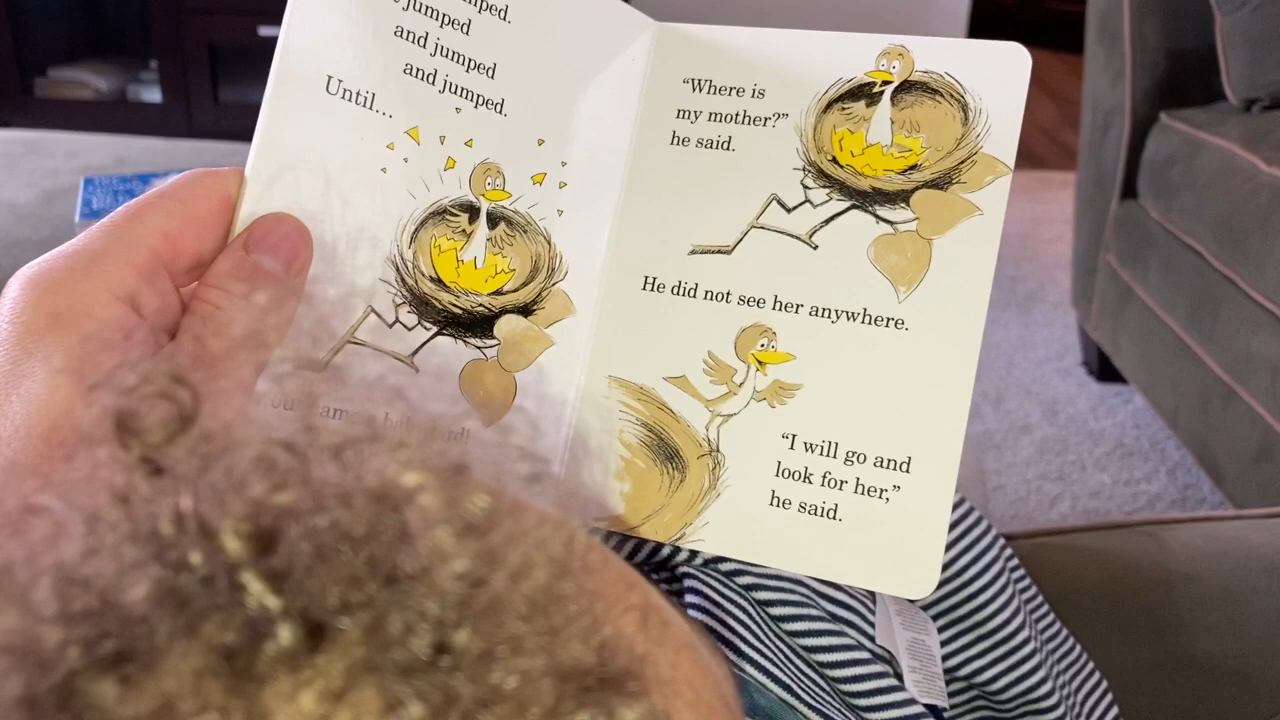 jumped
and jumped
and jumped.
Until...
"Where is
my mother?"
he said.
He did not see her anywhere.
"I will go and
look for her,"
he said.